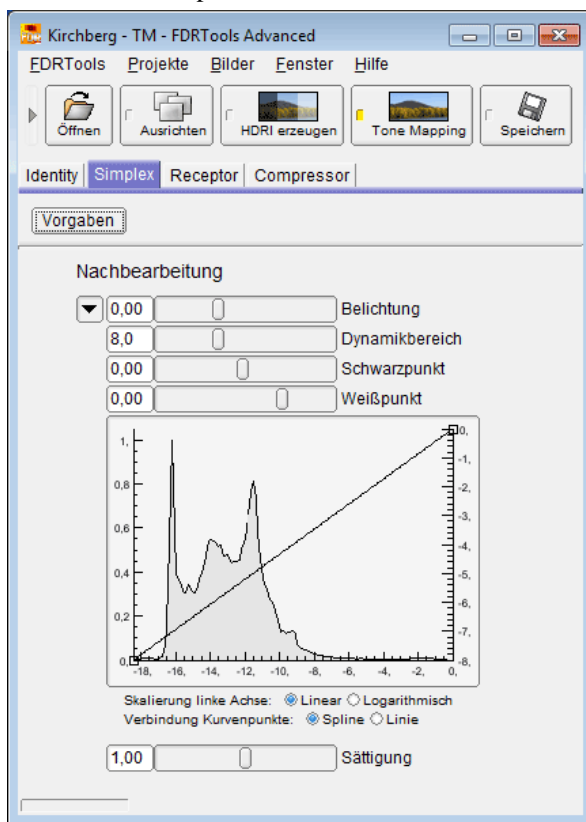 Kirchberg - TM - FDRTools Advanced
FDRTools Projekte Bilder Fenster Hilfe
Öffnen Ausrichten HDRI erzeugen Tone Mapping Speichern
Identity Simplex Receptor Compressor
Vorgaben
Nachbearbeitung
0,00 Belichtung
8,0 Dynamikbereich
0,00 Schwarzpunkt
0,00 Weißpunkt
1, 0,
-1,
0,8 -2,
-3,
0,6
-4,
0,4 -5,
-6,
0,2
-7,
0, -8,
-18, -16, -14, -12, -10, -8, -6, -4, -2, 0,
Skalierung linke Achse: Linear Logarithmisch
Verbindung Kurvenpunkte: Spline Linie
1,00 Sättigung